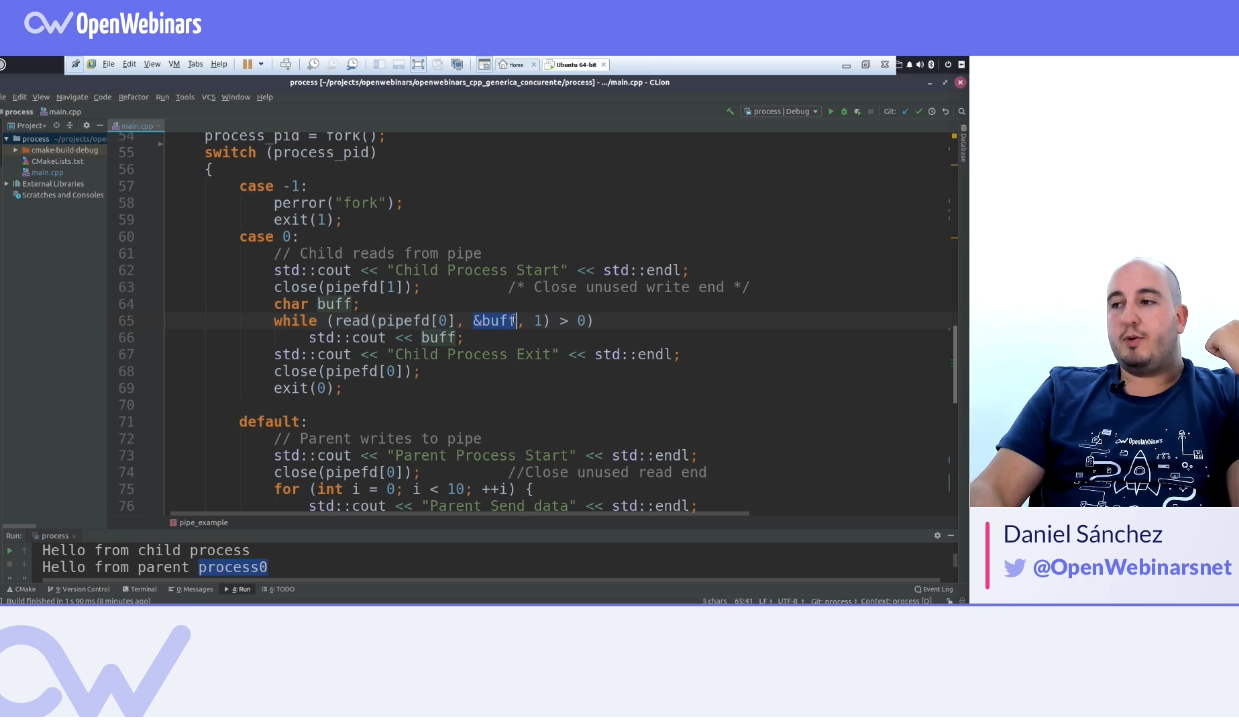 OpenWebinars
File Edit View VM Tabs Help
Home
Ubuntu 64-bit
process [~/projects/openwebinars/openwebinars_cpp_generica_concurente/process] - .../main.cpp - CLion
le Edit View Navigate Code Refactor Run Tools VCS Window Help
process main.cpp
process | Debug
Git:
Project
main.cpp
process ~/projects/ope
cmake-build-debug
CMakeLists.txt
main.cpp
External Libraries
Scratches and Consoles
Database
54 process_pid = fork();
55 switch (process_pid)
56 {
57 case -1:
58 perror("fork");
59 exit(1);
60 case 0:
61 // Child reads from pipe
62 std::cout << "Child Process Start" << std::endl;
63 close(pipefd[1]); /* Close unused write end */
64 char buff;
65 while (read(pipefd[0], &buff, 1) > 0)
66 std::cout << buff;
67 std::cout << "Child Process Exit" << std::endl;
68 close(pipefd[0]);
69 exit(0);
70
71 default:
72 // Parent writes to pipe
73 std::cout << "Parent Process Start" << std::endl;
74 close(pipefd[0]); //Close unused read end
75 for (int i = 0; i < 10; ++i) {
76 std::cout << "Parent Send data" << std::endl;
pipe_example
Run: process
Hello from child process
Hello from parent process0
CMake 9: Version Control Terminal 0: Messages 4: Run 6: TODO Event Log
Build finished in 1 s 90 ms (8 minutes ago)
5 chars 65:41 LF UTF-8 Git: process Context: process [D]
OpenWebinars
Daniel Sánchez
@OpenWebinarsnet